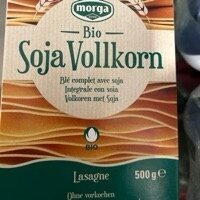 morga
Bio
Soja Vollkorn
Blé complet avec soja
Integrale con soia
Volkoren met Soja
BIO
Lasagne
500 g e
Ohne vorkochen